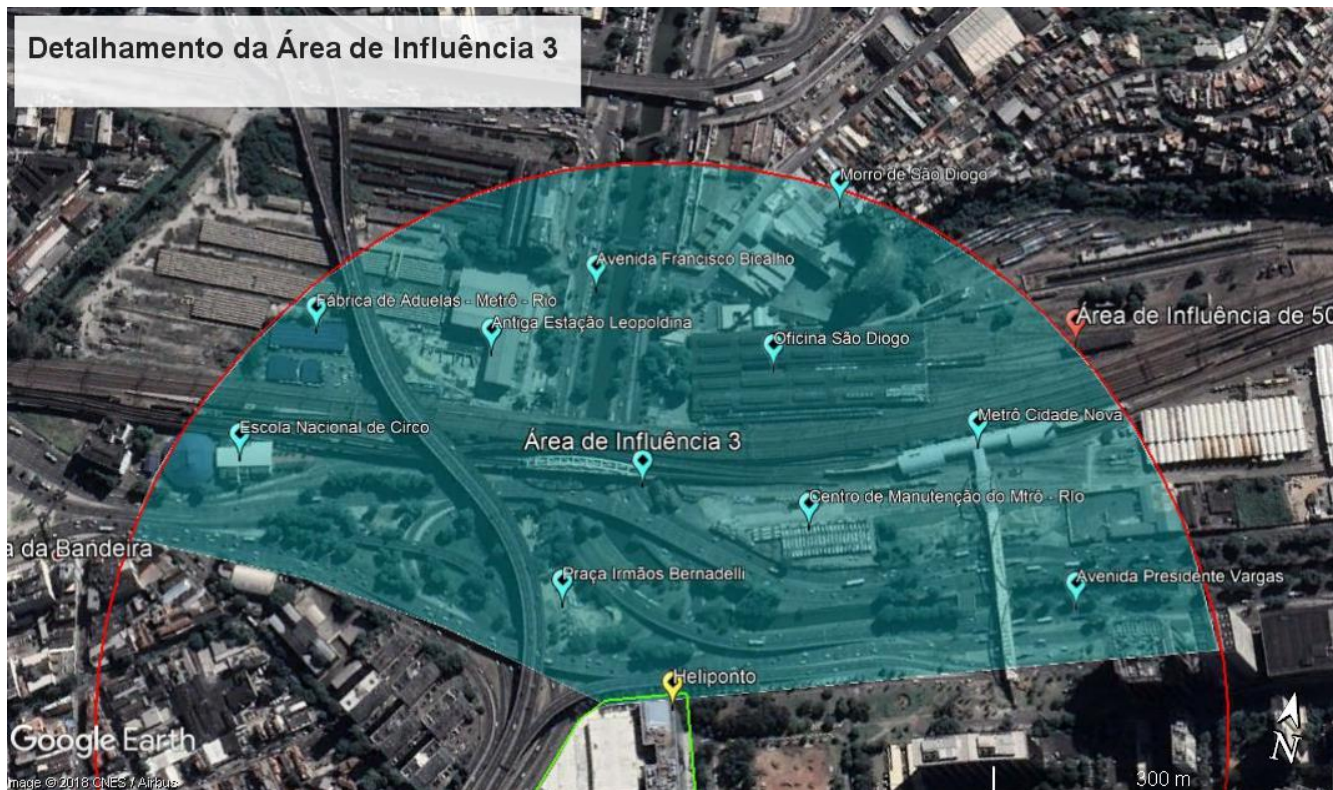 Detalhamento da Área de Influência 3
Morro de São Diogo
Avenida Francisco Bicalho
Fábrica de Aduelas - Metrô - Rio
Área de Influência de 50
Antiga Estação Leopoldina
Oficina São Diogo
Metrô Cidade Nova
Escola Nacional de Circo
Área de Influência 3
Centro de Manutenção do Mtrô - RIo
a da Bandeira
Praça Irmãos Bernadelli
Avenida Presidente Vargas
Heliponto
Google Earth
N
mage © 2018 CNES / Airbus
300 m